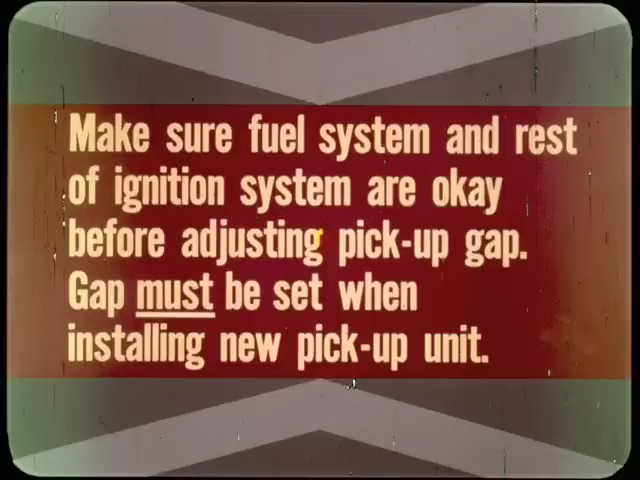 Make sure fuel system and rest
of ignition system are okay
before adjusting pick-up gap.
Gap must be set when
installing new pick-up unit.